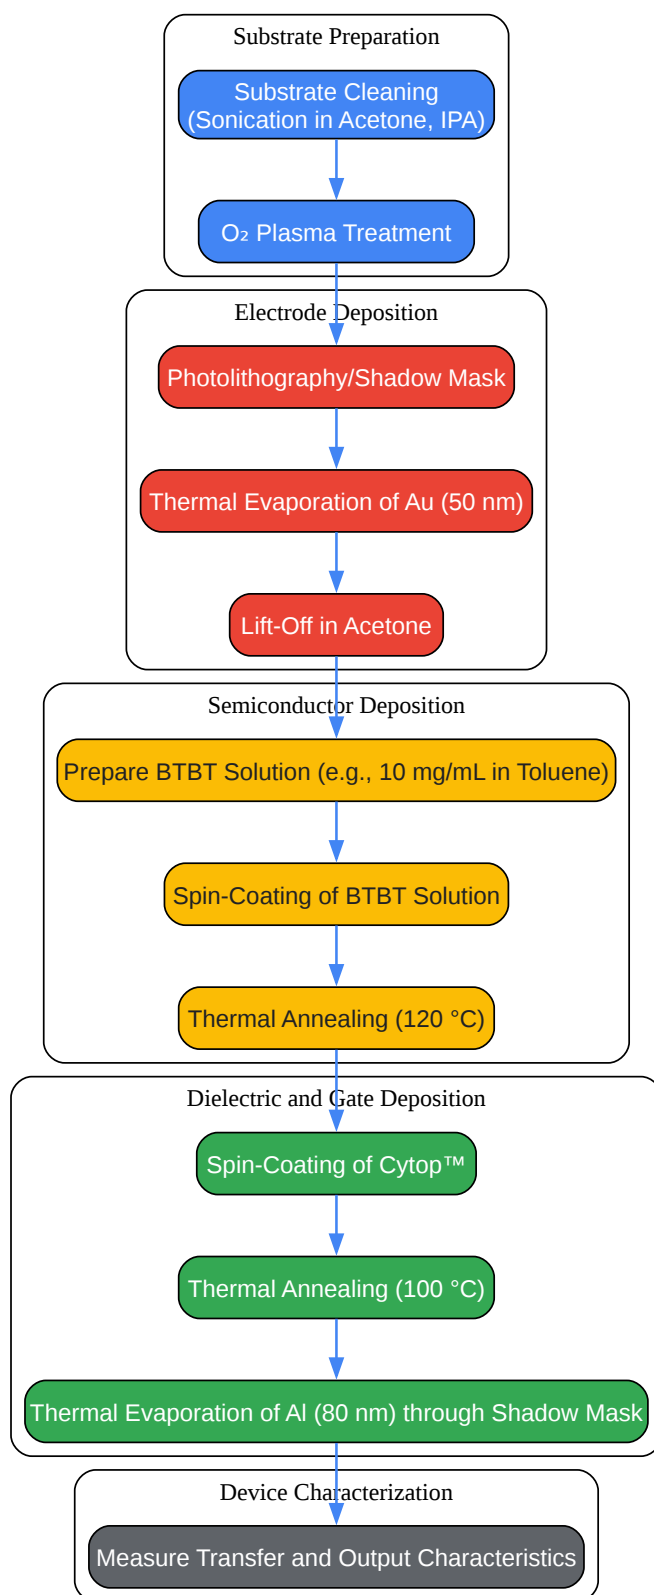 Substrate Preparation
Substrate Cleaning
(Sonication in Acetone, IPA)
O₂ Plasma Treatment
Electrode Deposition
Photolithography/Shadow Mask
Thermal Evaporation of Au (50 nm)
Lift-Off in Acetone
Semiconductor Deposition
Prepare BTBT Solution (e.g., 10 mg/mL in Toluene)
Spin-Coating of BTBT Solution
Thermal Annealing (120 °C)
Dielectric and Gate Deposition
Spin-Coating of Cytop™
Thermal Annealing (100 °C)
Thermal Evaporation of Al (80 nm) through Shadow Mask
Device Characterization
Measure Transfer and Output Characteristics